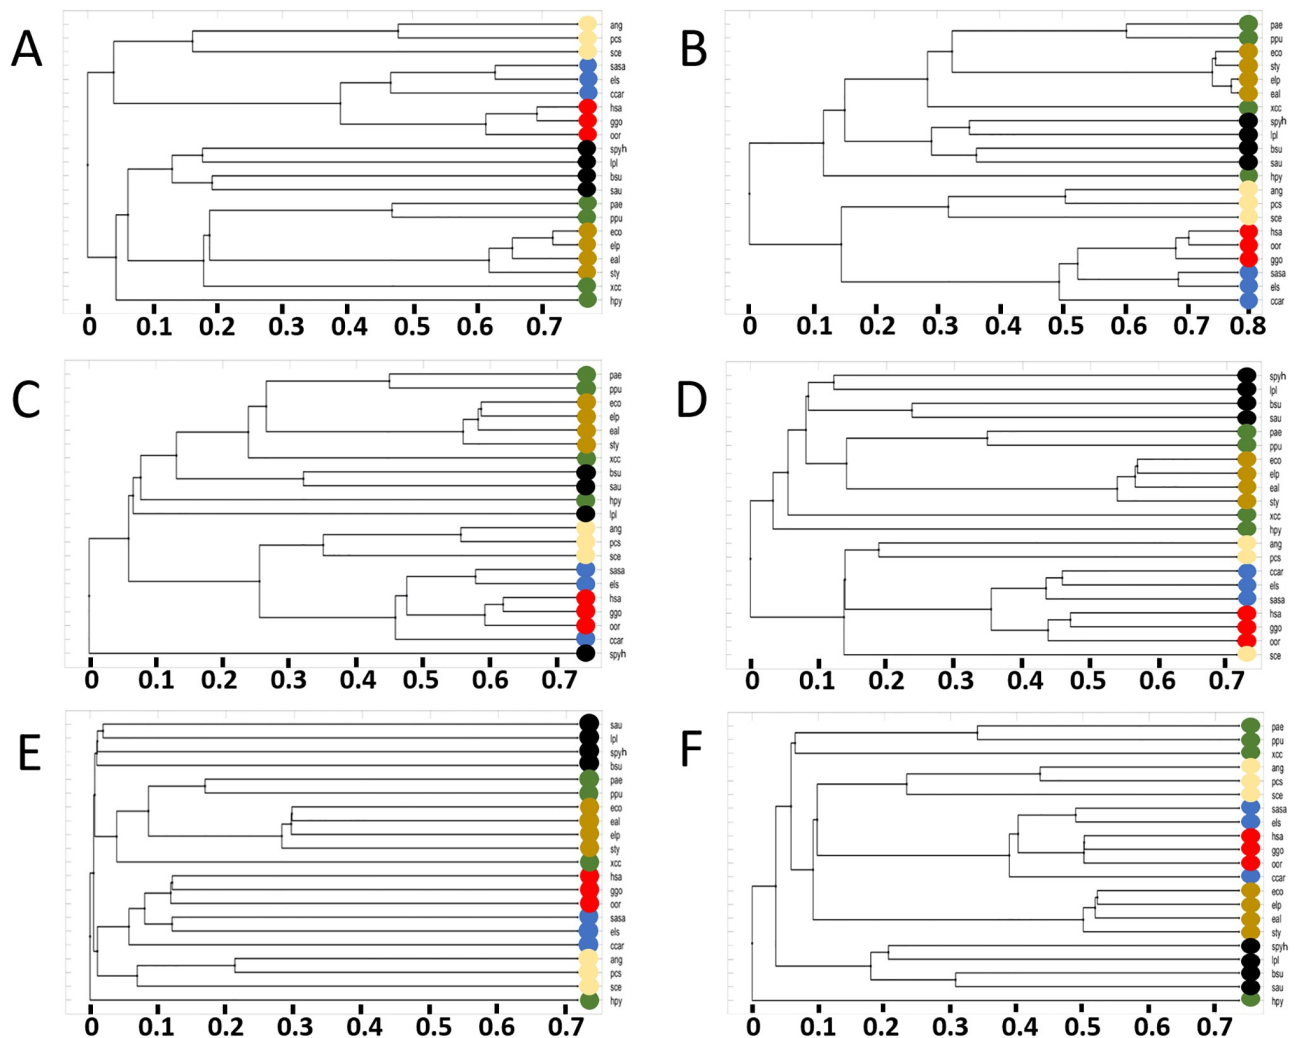 A
ang
pcs
sce
sasa
els
ccar
hsa
ggo
oor
spyh
lpl
bsu
sau
pae
ppu
eco
elp
eal
sty
xcc
hpy
0 0.1 0.2 0.3 0.4 0.5 0.6 0.7
B
pae
ppu
eco
sty
elp
eal
xcc
spyh
lpl
bsu
sau
hpy
ang
pcs
sce
hsa
oor
ggo
sasa
els
ccar
0 0.1 0.2 0.3 0.4 0.5 0.6 0.7 0.8
C
pae
ppu
eco
elp
eal
sty
xcc
bsu
sau
hpy
lpl
ang
pcs
sce
sasa
els
hsa
ggo
oor
ccar
spyh
0 0.1 0.2 0.3 0.4 0.5 0.6 0.7
D
spyh
lpl
bsu
sau
pae
ppu
eco
elp
eal
sty
xcc
hpy
ang
pcs
ccar
els
sasa
hsa
ggo
oor
sce
0 0.1 0.2 0.3 0.4 0.5 0.6 0.7
E
sau
lpl
spyh
bsu
pae
ppu
eco
eal
elp
sty
xcc
hsa
ggo
oor
sasa
els
ccar
ang
pcs
sce
hpy
0 0.1 0.2 0.3 0.4 0.5 0.6 0.7
F
pae
ppu
xcc
ang
pcs
sce
sasa
els
hsa
ggo
oor
ccar
eco
elp
eal
sty
spyh
lpl
bsu
sau
hpy
0 0.1 0.2 0.3 0.4 0.5 0.6 0.7